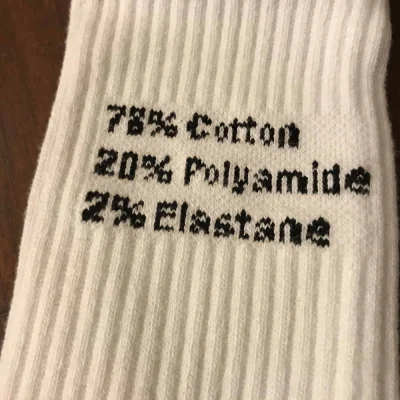 78% Cotton
20% Polyamide
2% Elastane